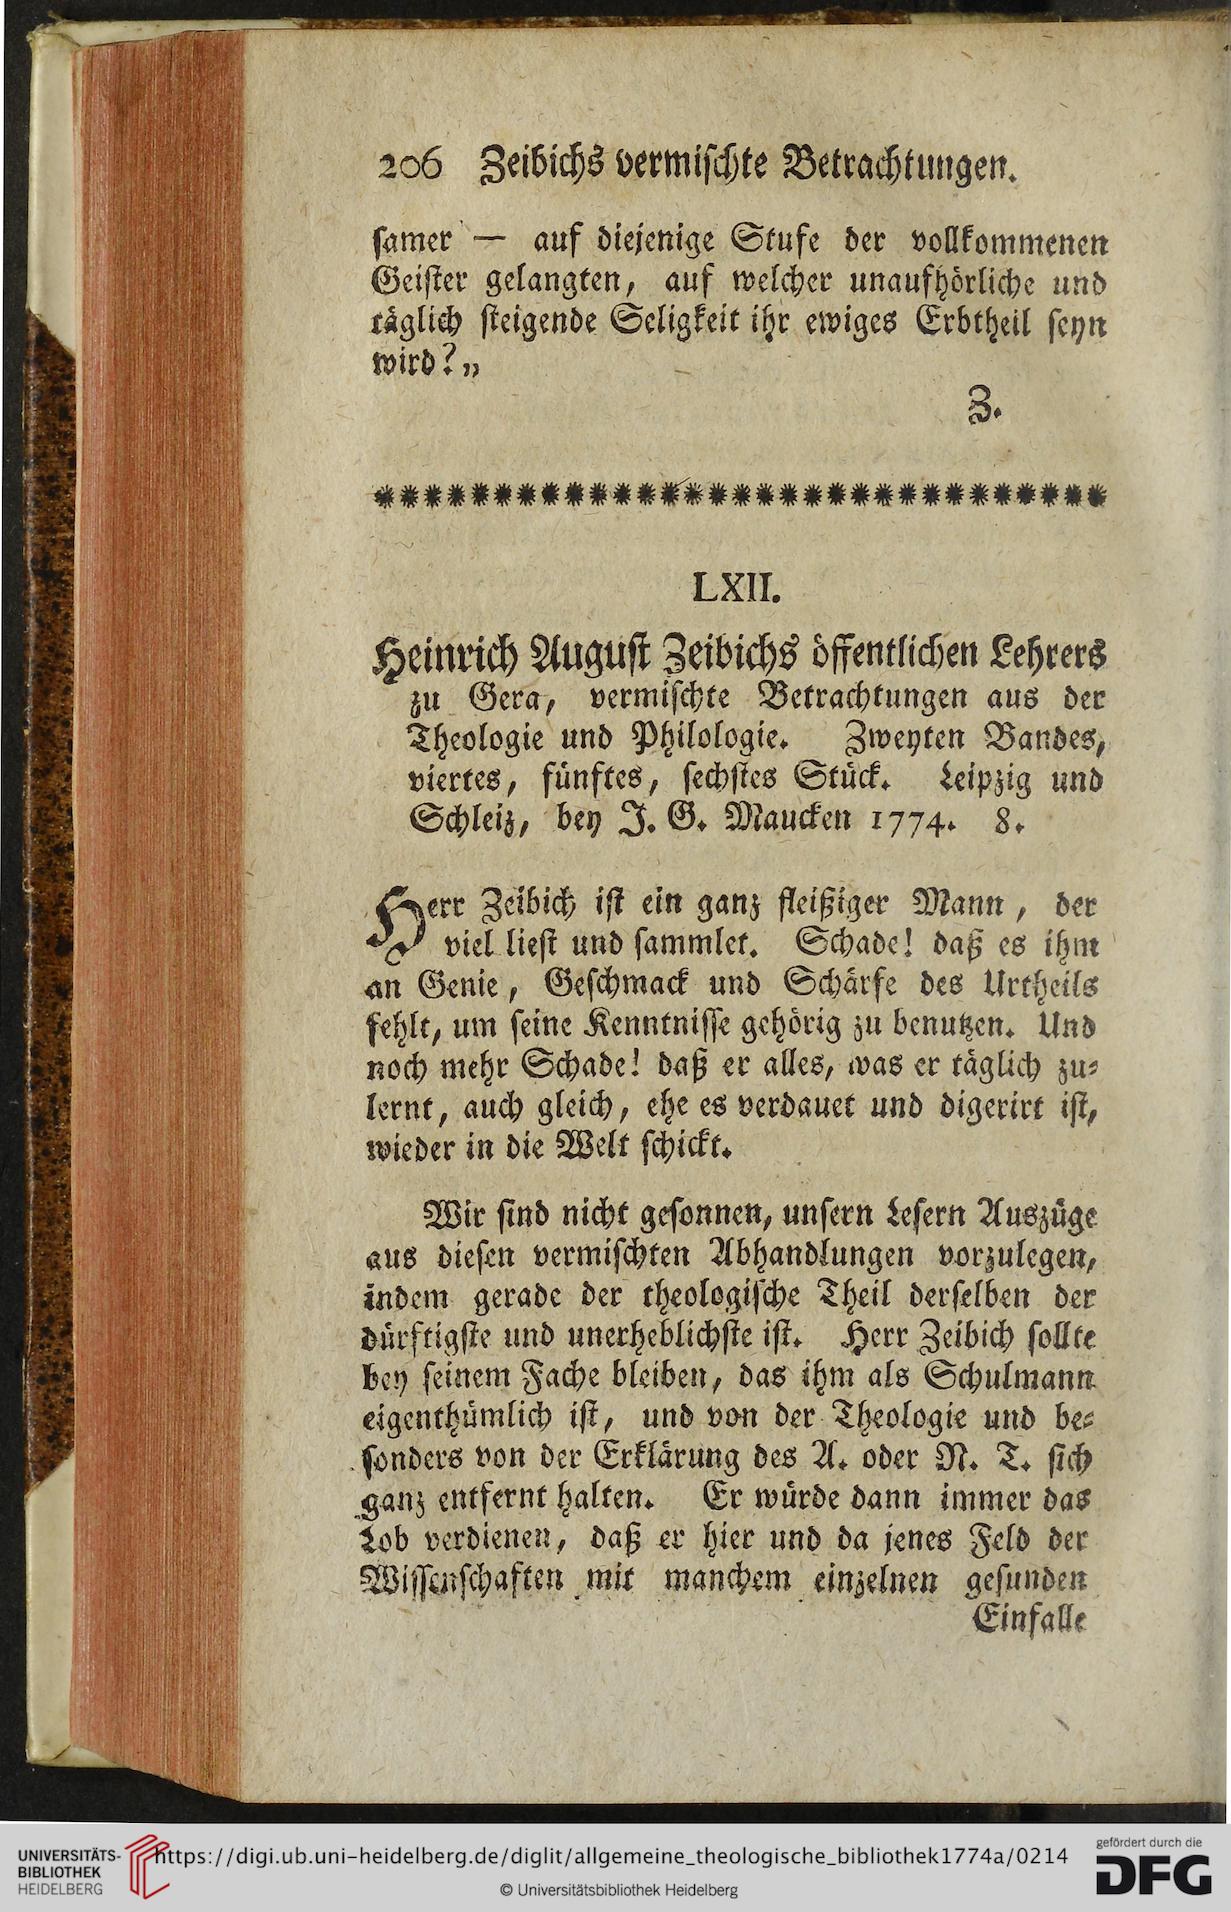 206 Zeibichs vermischte Betrachtungen.
samer — auf diejenige Stufe der vollkommenen
Geister gelangten, auf welcher unaufhörliche und
täglich steigende Seligkeit ihr ewiges Erbtheil seyn
wird?„
Z.
LXII.
Heinrich August Zeibichs öffentlichen Lehrers
zu Gera, vermischte Betrachtungen aus der
Theologie und Philologie. Zweyten Bandes,
viertes, fünftes, sechstes Stück. Leipzig und
Schleiz, bey J. G. Maucken 1774. 8.
Herr Zeibich ist ein ganz fleißiger Mann, der
viel liest und sammlet. Schade! daß es ihm
an Genie, Geschmack und Schärfe des Urtheils
fehlt, um seine Kenntnisse gehörig zu benutzen. Und
noch mehr Schade! daß er alles, was er täglich zu-
lernt, auch gleich, ehe es verdauet und digerirt ist,
wieder in die Welt schickt.
Wir sind nicht gesonnen, unsern Lesern Auszüge
aus diesen vermischten Abhandlungen vorzulegen,
indem gerade der theologische Theil derselben der
dürftigste und unerheblichste ist. Herr Zeibich sollte
bey seinem Fache bleiben, das ihm als Schulmann
eigenthümlich ist, und von der Theologie und be-
sonders von der Erklärung des A. oder N. T. sich
ganz entfernt halten. Er würde dann immer das
Lob verdienen, daß er hier und da jenes Feld der
Wissenschaften mit manchem einzelnen gesunden
Einfalle
UNIVERSITÄTS-
BIBLIOTHEK
HEIDELBERG
https://digi.ub.uni-heidelberg.de/diglit/allgemeine_theologische_bibliothek1774a/0214
© Universitätsbibliothek Heidelberg
gefördert durch die
DFG